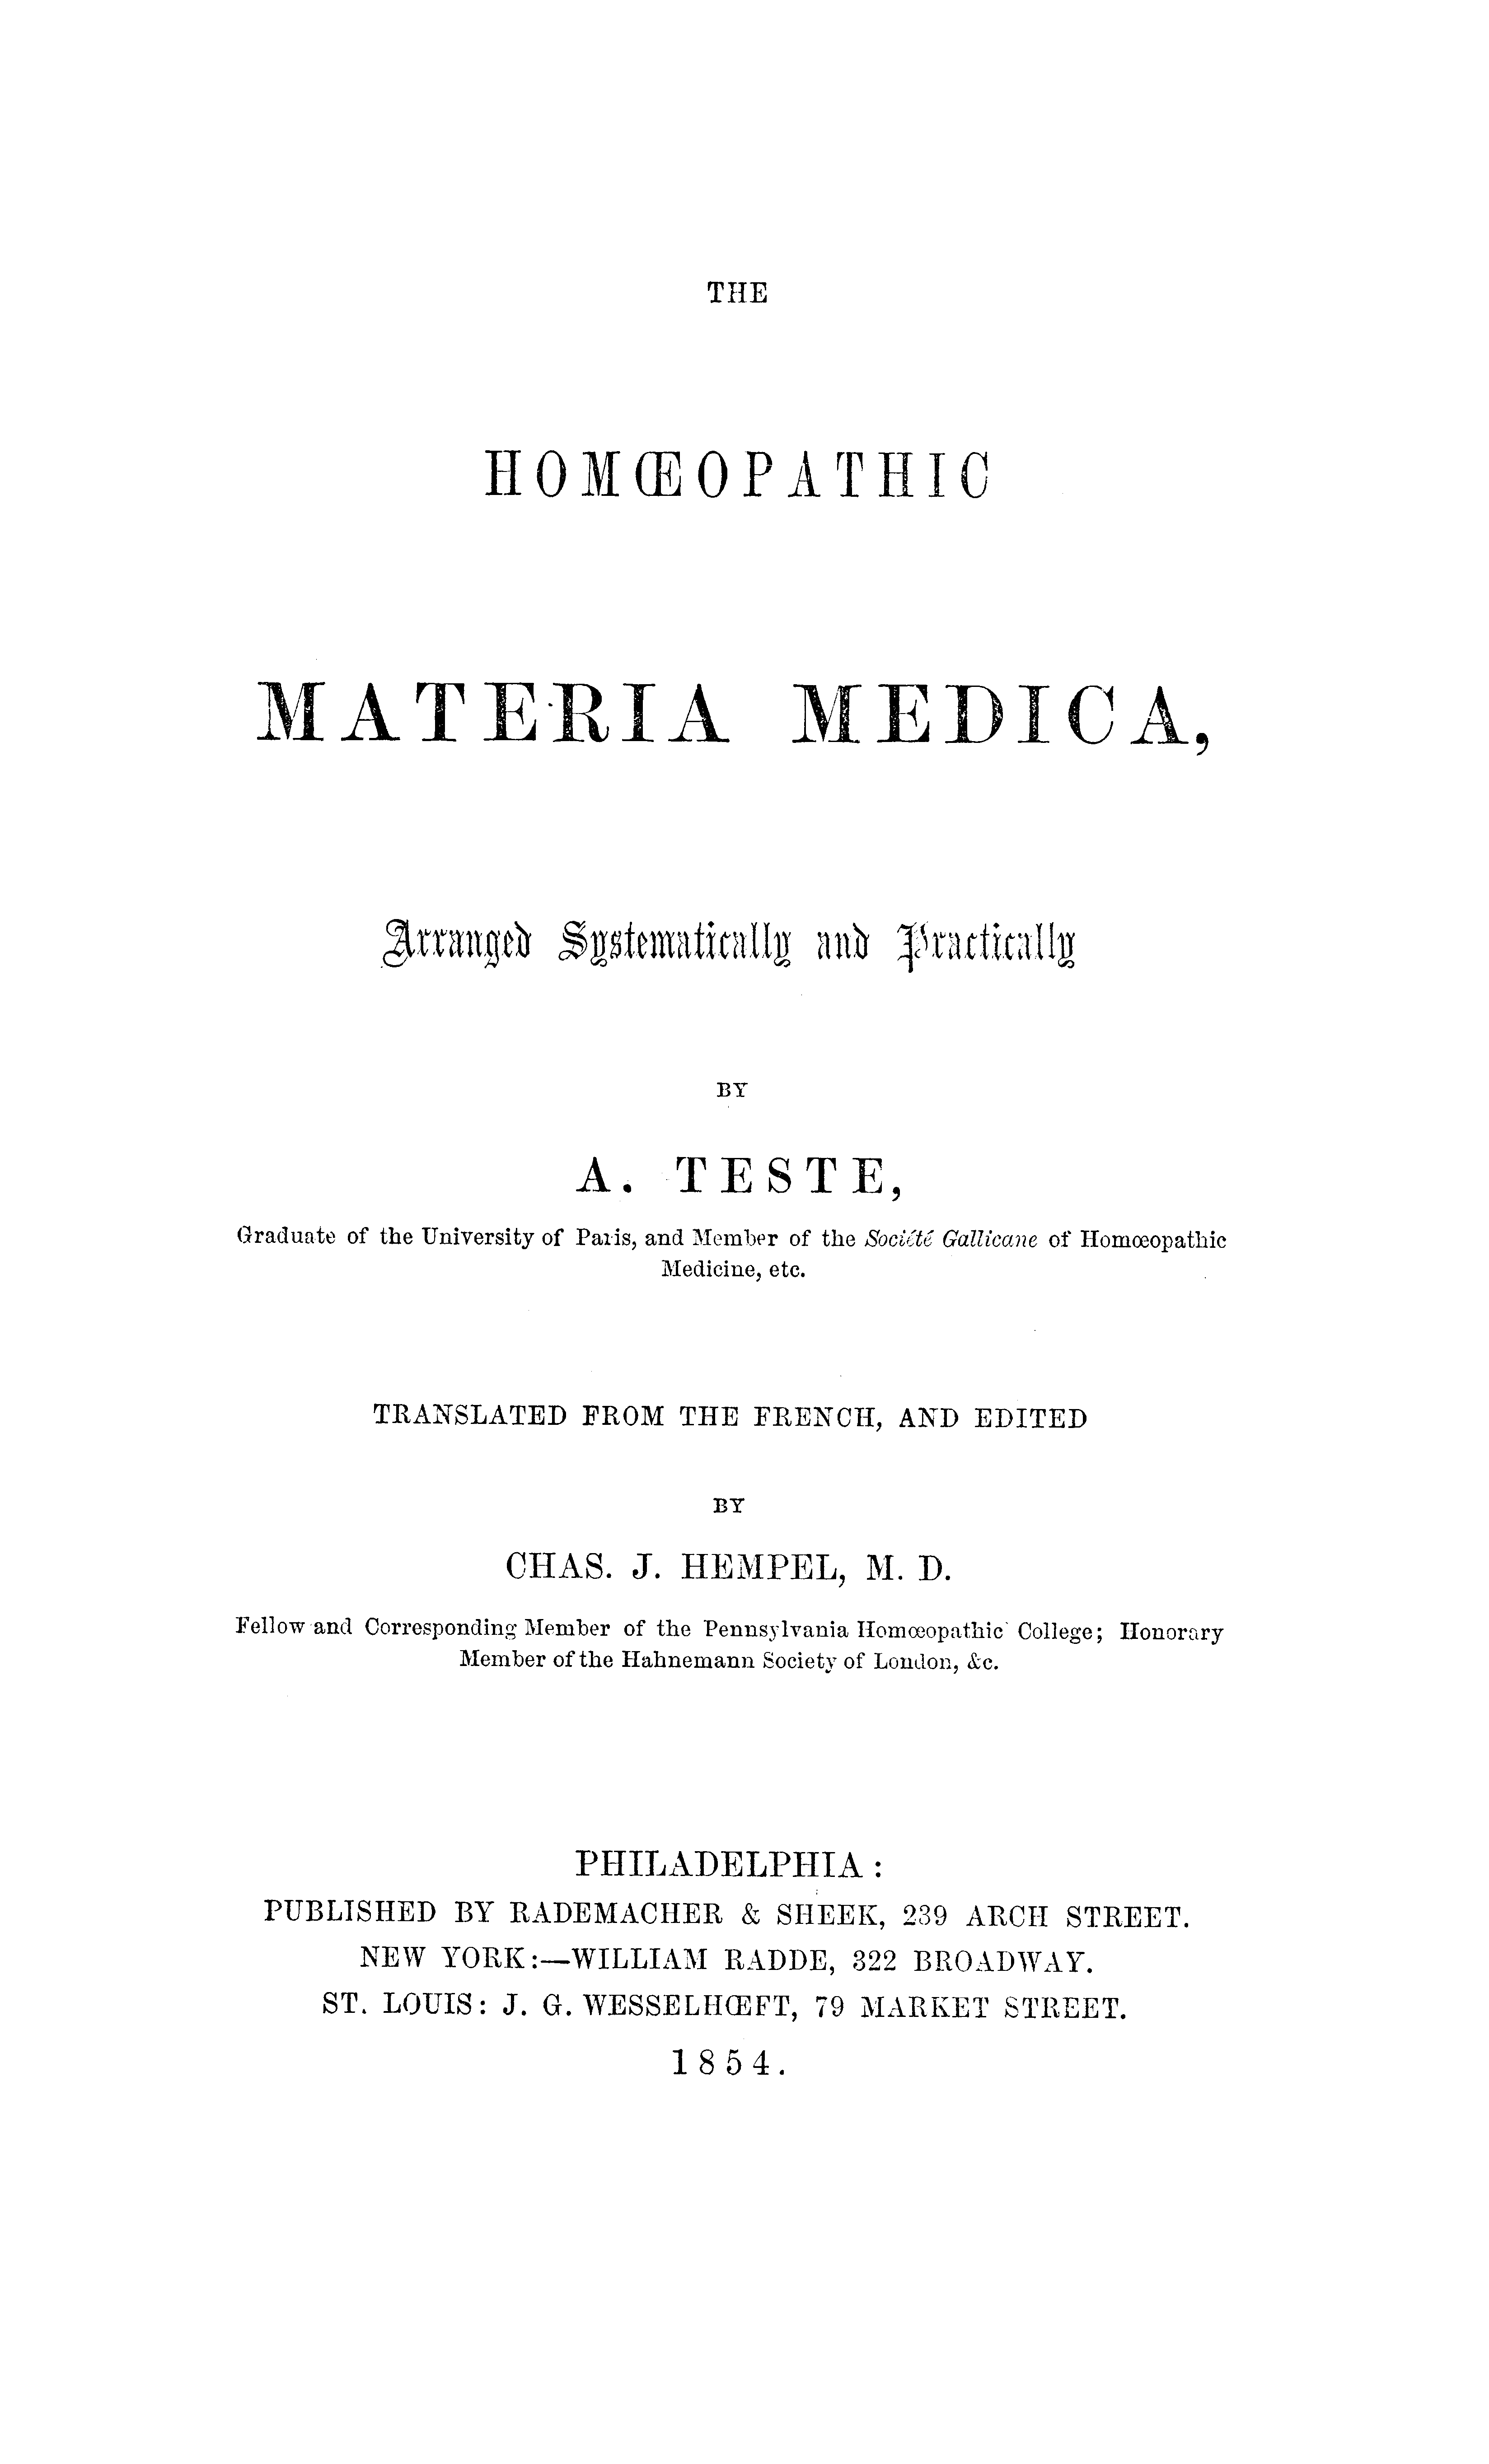 THE
HOMŒOPATHIC
MATERIA MEDICA,
Arranged Systematically and Practically
BY
A. TESTE,
Graduate of the University of Paris, and Member of the Société Gallicane of Homœopathic
Medicine, etc.
TRANSLATED FROM THE FRENCH, AND EDITED
BY
CHAS. J. HEMPEL, M. D.
Fellow and Corresponding Member of the Pennsylvania Homœopathic College; Honorary
Member of the Hahnemann Society of London, &c.
PHILADELPHIA:
PUBLISHED BY RADEMACHER & SHEEK, 239 ARCH STREET.
NEW YORK:—WILLIAM RADDE, 322 BROADWAY.
ST. LOUIS: J. G. WESSELHŒFT, 79 MARKET STREET.
1854.